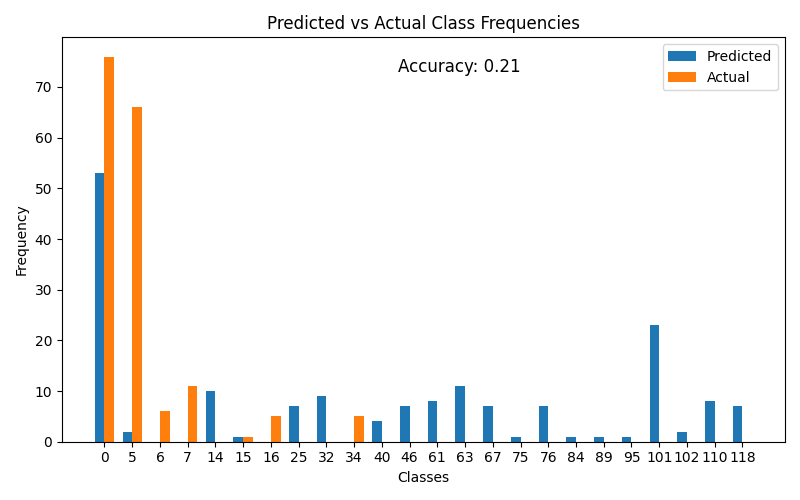 Predicted vs Actual Class Frequencies
Accuracy: 0.21
Predicted
Actual
Frequency
70
60
50
40
30
20
10
0
0 5 6 7 14 15 16 25 32 34 40 46 61 63 67 75 76 84 89 95 101 102 110 118
Classes